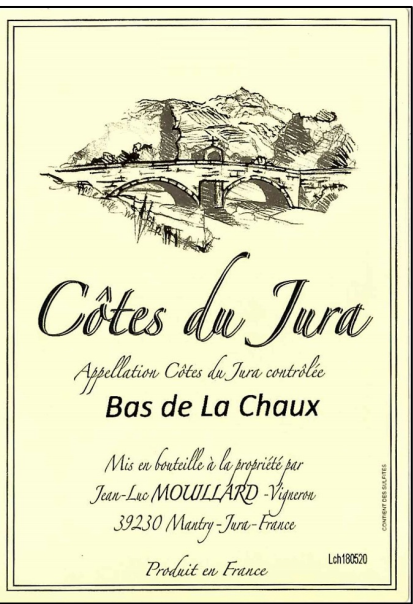 Côtes du Jura
Appellation Côtes du Jura contrôlée
Bas de La Chaux
Mis en bouteille à la propriété par
Jean-Luc MOUILLARD - Vigneron
39230 Mantry - Jura - France
CONTIENT DES SULFITES
Lch180520
Produit en France